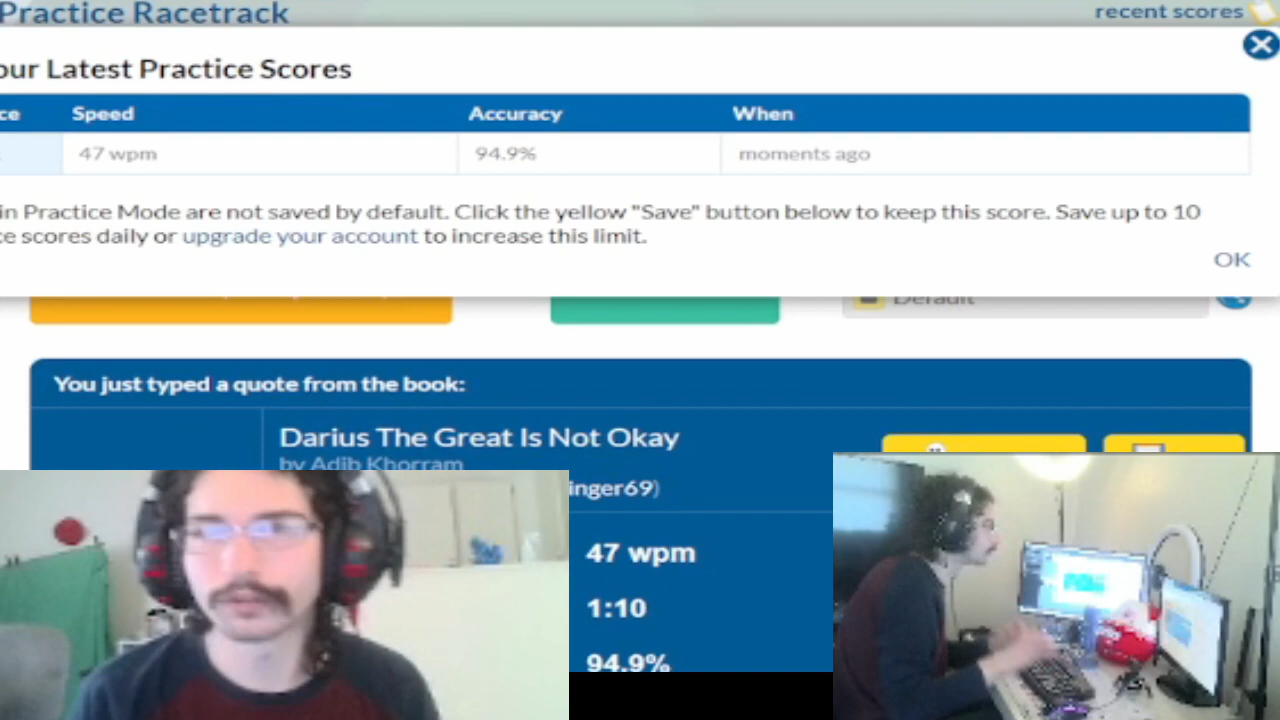 Practice Racetrack
recent scores
our Latest Practice Scores
ce Speed Accuracy When
47 wpm 94.9% moments ago
in Practice Mode are not saved by default. Click the yellow "Save" button below to keep this score. Save up to 10
ce scores daily or upgrade your account to increase this limit.
OK
Default
You just typed a quote from the book:
Darius The Great Is Not Okay
by Adib Khorram
inger69)
47 wpm
1:10
94.9%